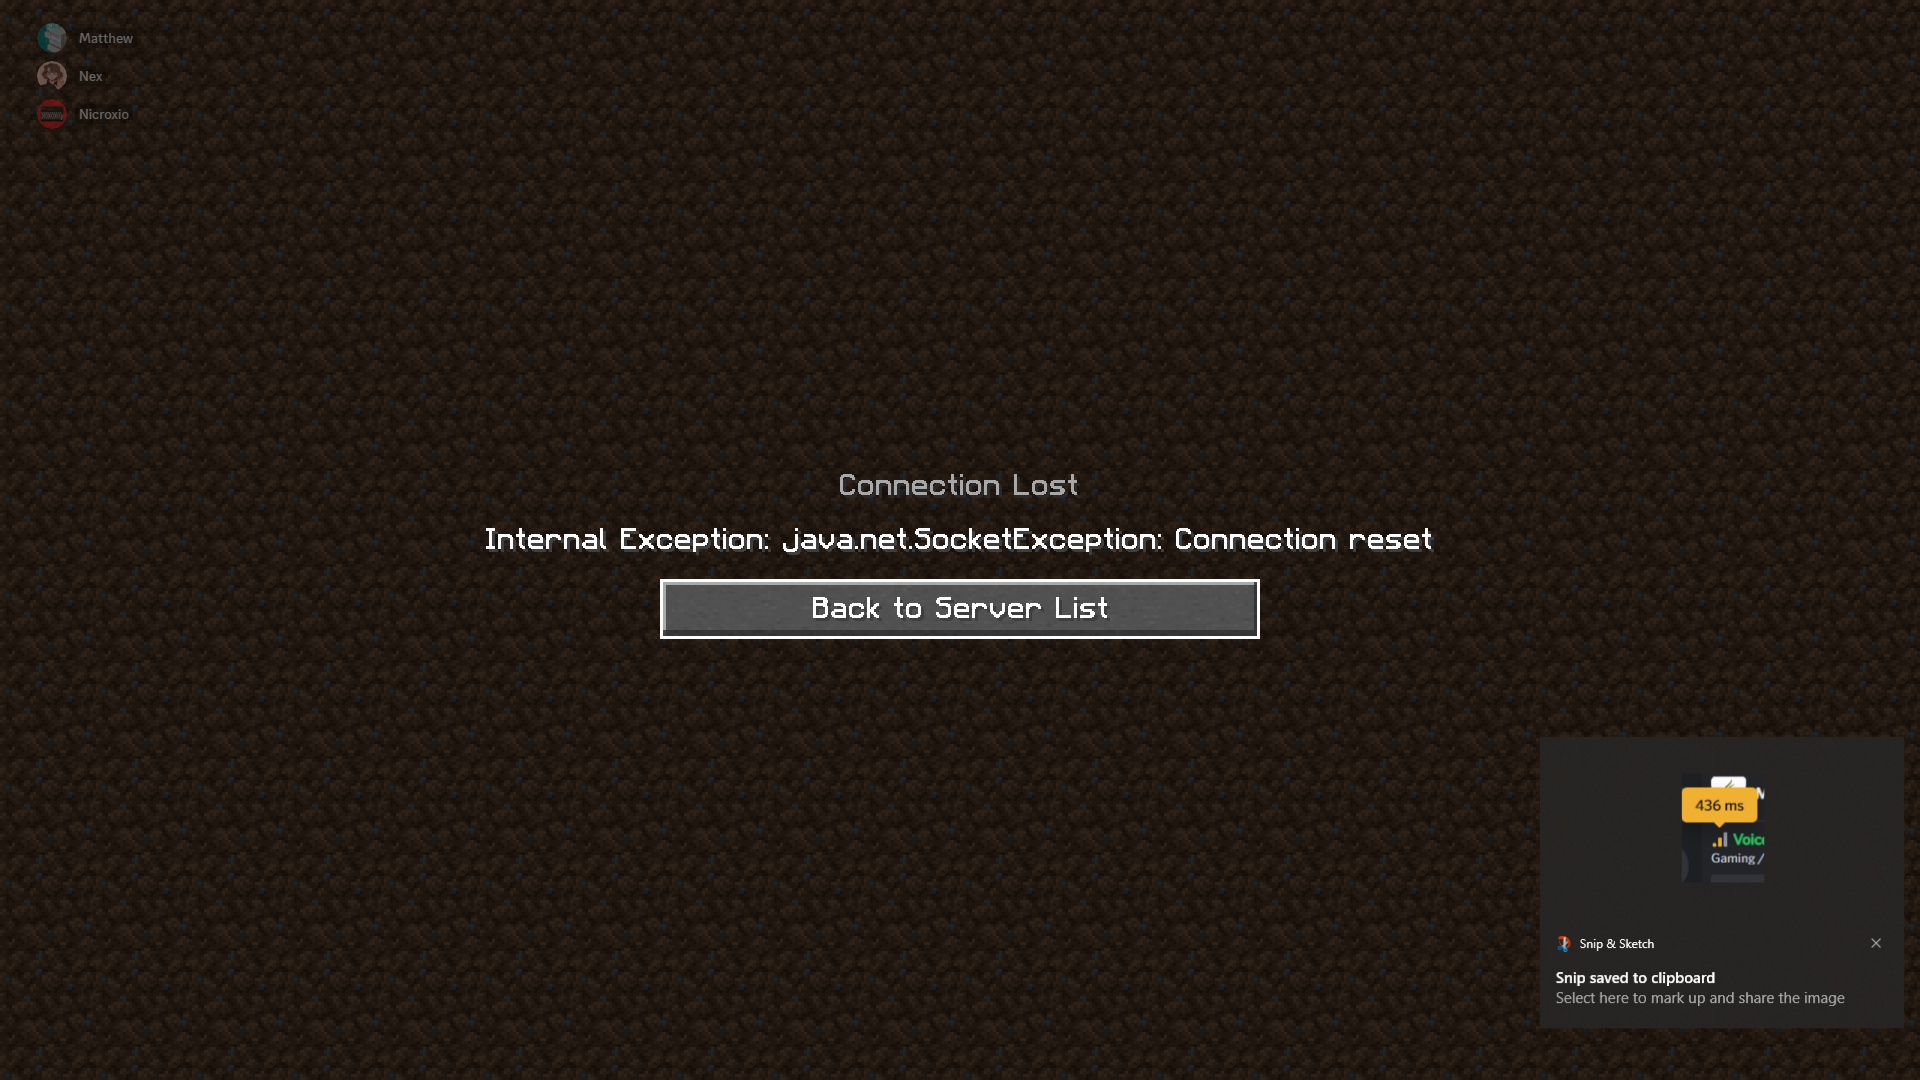 Matthew
Nex
Nicroxio
Connection Lost
Internal Exception: java.net.SocketException: Connection reset
Back to Server List
436 ms
Gaming /
Snip & Sketch
Snip saved to clipboard
Select here to mark up and share the image